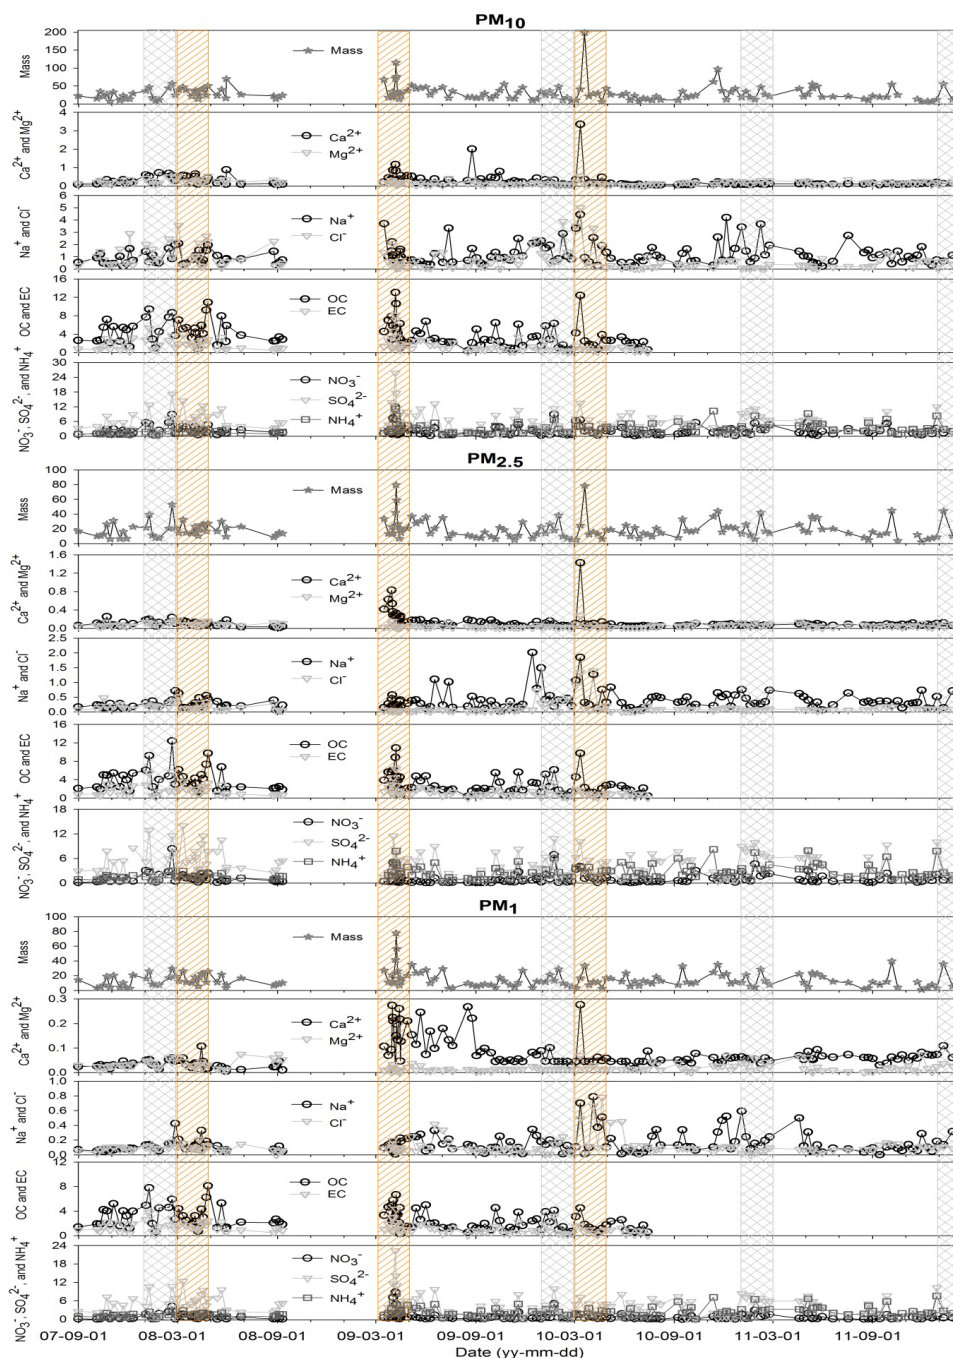 PM10
Mass
200
150
100
50
0
Mass
Ca2+ and Mg2+
4
3
2
1
0
Ca2+
Mg2+
Na+ and Cl-
6
5
4
3
2
1
0
Na+
Cl-
OC and EC
16
12
8
4
0
OC
EC
NO3-, SO42-, and NH4+
30
24
18
12
6
0
NO3-
SO42-
NH4+
PM2.5
Mass
100
80
60
40
20
0
Mass
Ca2+ and Mg2+
1.6
1.2
0.8
0.4
0.0
Ca2+
Mg2+
Na+ and Cl-
2.5
2.0
1.5
1.0
0.5
0.0
Na+
Cl-
OC and EC
16
12
8
4
0
OC
EC
NO3-, SO42-, and NH4+
18
12
6
0
NO3-
SO42-
NH4+
PM1
Mass
100
80
60
40
20
0
Mass
Ca2+ and Mg2+
0.3
0.2
0.1
0.0
Ca2+
Mg2+
Na+ and Cl-
1.0
0.8
0.6
0.4
0.2
0.0
Na+
Cl-
OC and EC
12
8
4
0
OC
EC
NO3-, SO42-, and NH4+
24
18
12
6
0
NO3-
SO42-
NH4+
07-09-01 08-03-01 08-09-01 09-03-01 09-09-01 10-03-01 10-09-01 11-03-01 11-09-01
Date (yy-mm-dd)